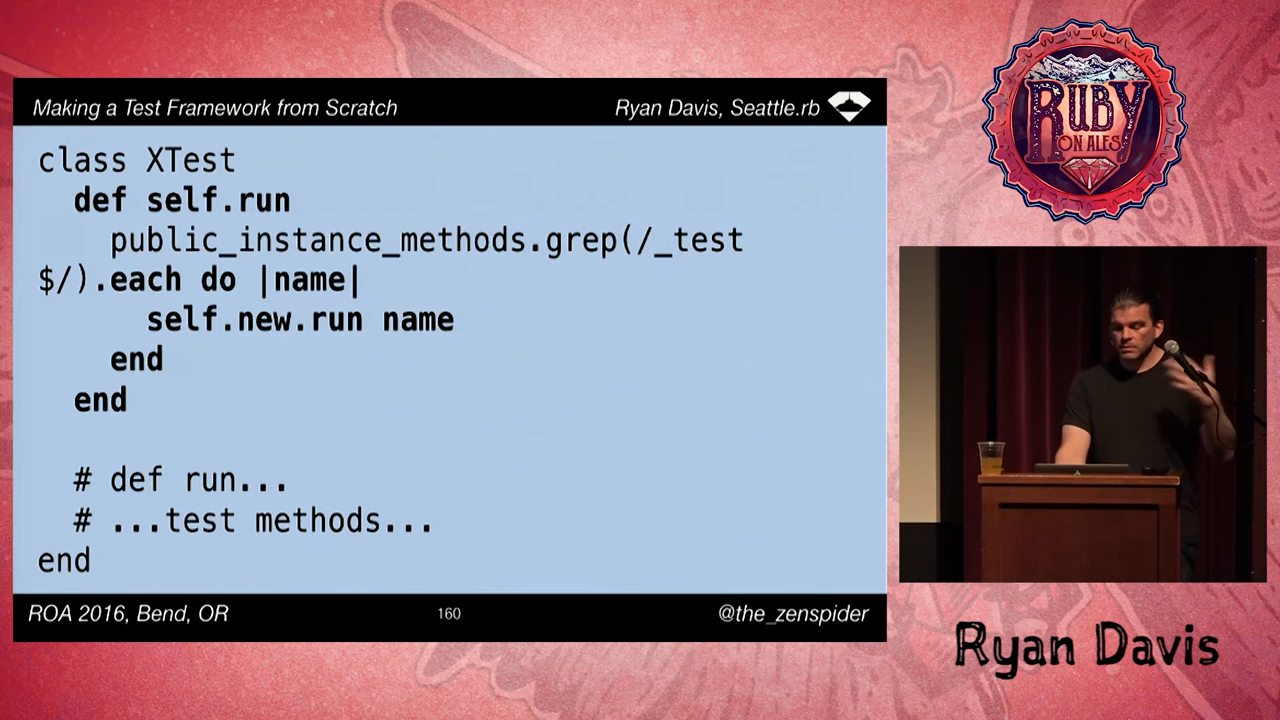 Making a Test Framework from Scratch
Ryan Davis, Seattle.rb
class XTest
  def self.run
    public_instance_methods.grep(/_test
$/).each do |name|
      self.new.run name
    end
  end

  # def run...
  # ...test methods...
end
ROA 2016, Bend, OR
160
@the_zenspider
RUBY
ON ALES
Ryan Davis